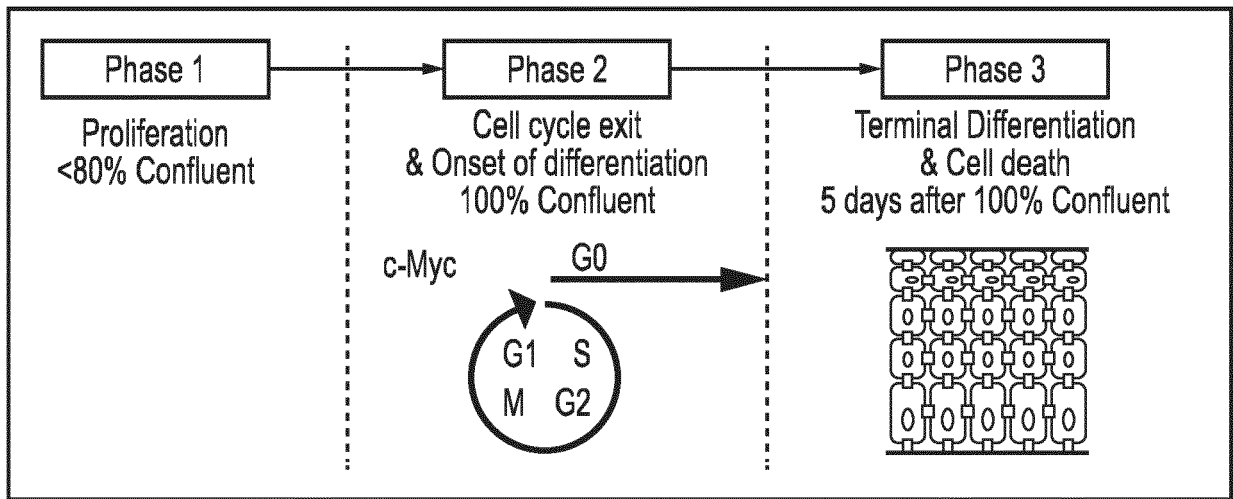 Phase 1
Phase 2
Phase 3
Proliferation
<80% Confluent
Cell cycle exit
& Onset of differentiation
100% Confluent
Terminal Differentiation
& Cell death
5 days after 100% Confluent
c-Myc
G0
G1 S
M G2